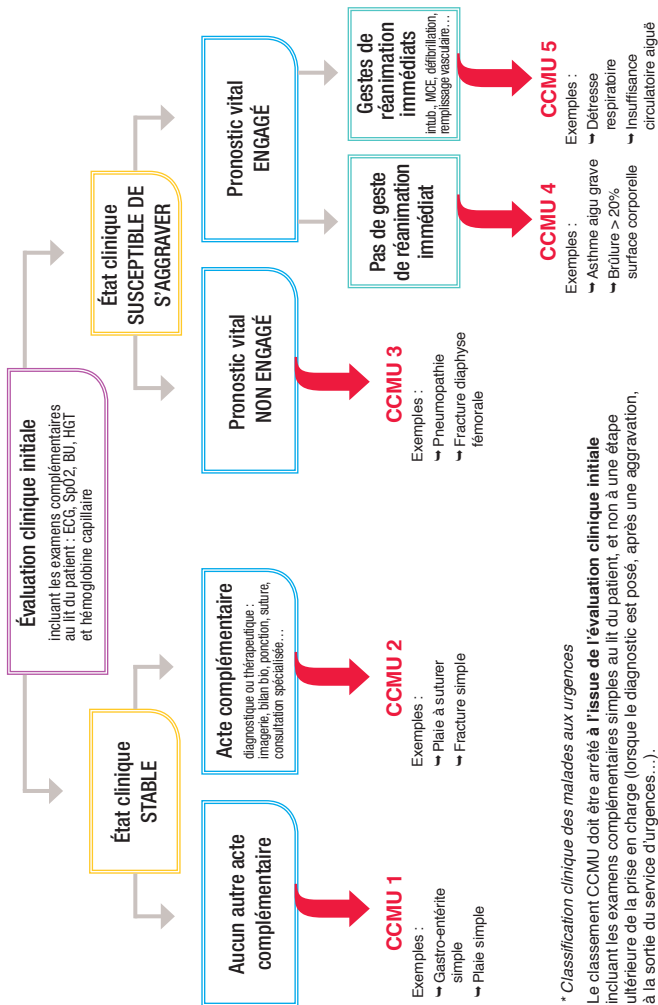 Évaluation clinique initiale
incluant les examens complémentaires
au lit du patient : ECG, SpO2, BU, HGT
et hémoglobine capillaire
État clinique
STABLE
État clinique
SUSCEPTIBLE DE
S’AGGRAVER
Aucun autre acte
complémentaire
Acte complémentaire
diagnostique ou thérapeutique :
imagerie, bilan bio, ponction, suture,
consultation spécialisée…
Pronostic vital
NON ENGAGÉ
Pronostic vital
ENGAGÉ
Pas de geste
de réanimation
immédiat
Gestes de
réanimation
immédiats
intub., MCE, défibrillation,
remplissage vasculaire…
CCMU 1
Exemples :
➥ Gastro-entérite
simple
➥ Plaie simple
CCMU 2
Exemples :
➥ Plaie à suturer
➥ Fracture simple
CCMU 3
Exemples :
➥ Pneumopathie
➥ Fracture diaphyse
fémorale
CCMU 4
Exemples :
➥ Asthme aigu grave
➥ Brûlure > 20%
surface corporelle
CCMU 5
Exemples :
➥ Détresse
respiratoire
➥ Insuffisance
circulatoire aiguë
* Classification clinique des malades aux urgences
Le classement CCMU doit être arrêté à l’issue de l’évaluation clinique initiale
incluant les examens complémentaires simples au lit du patient, et non à une étape
ultérieure de la prise en charge (lorsque le diagnostic est posé, après une aggravation,
à la sortie du service d’urgences…).